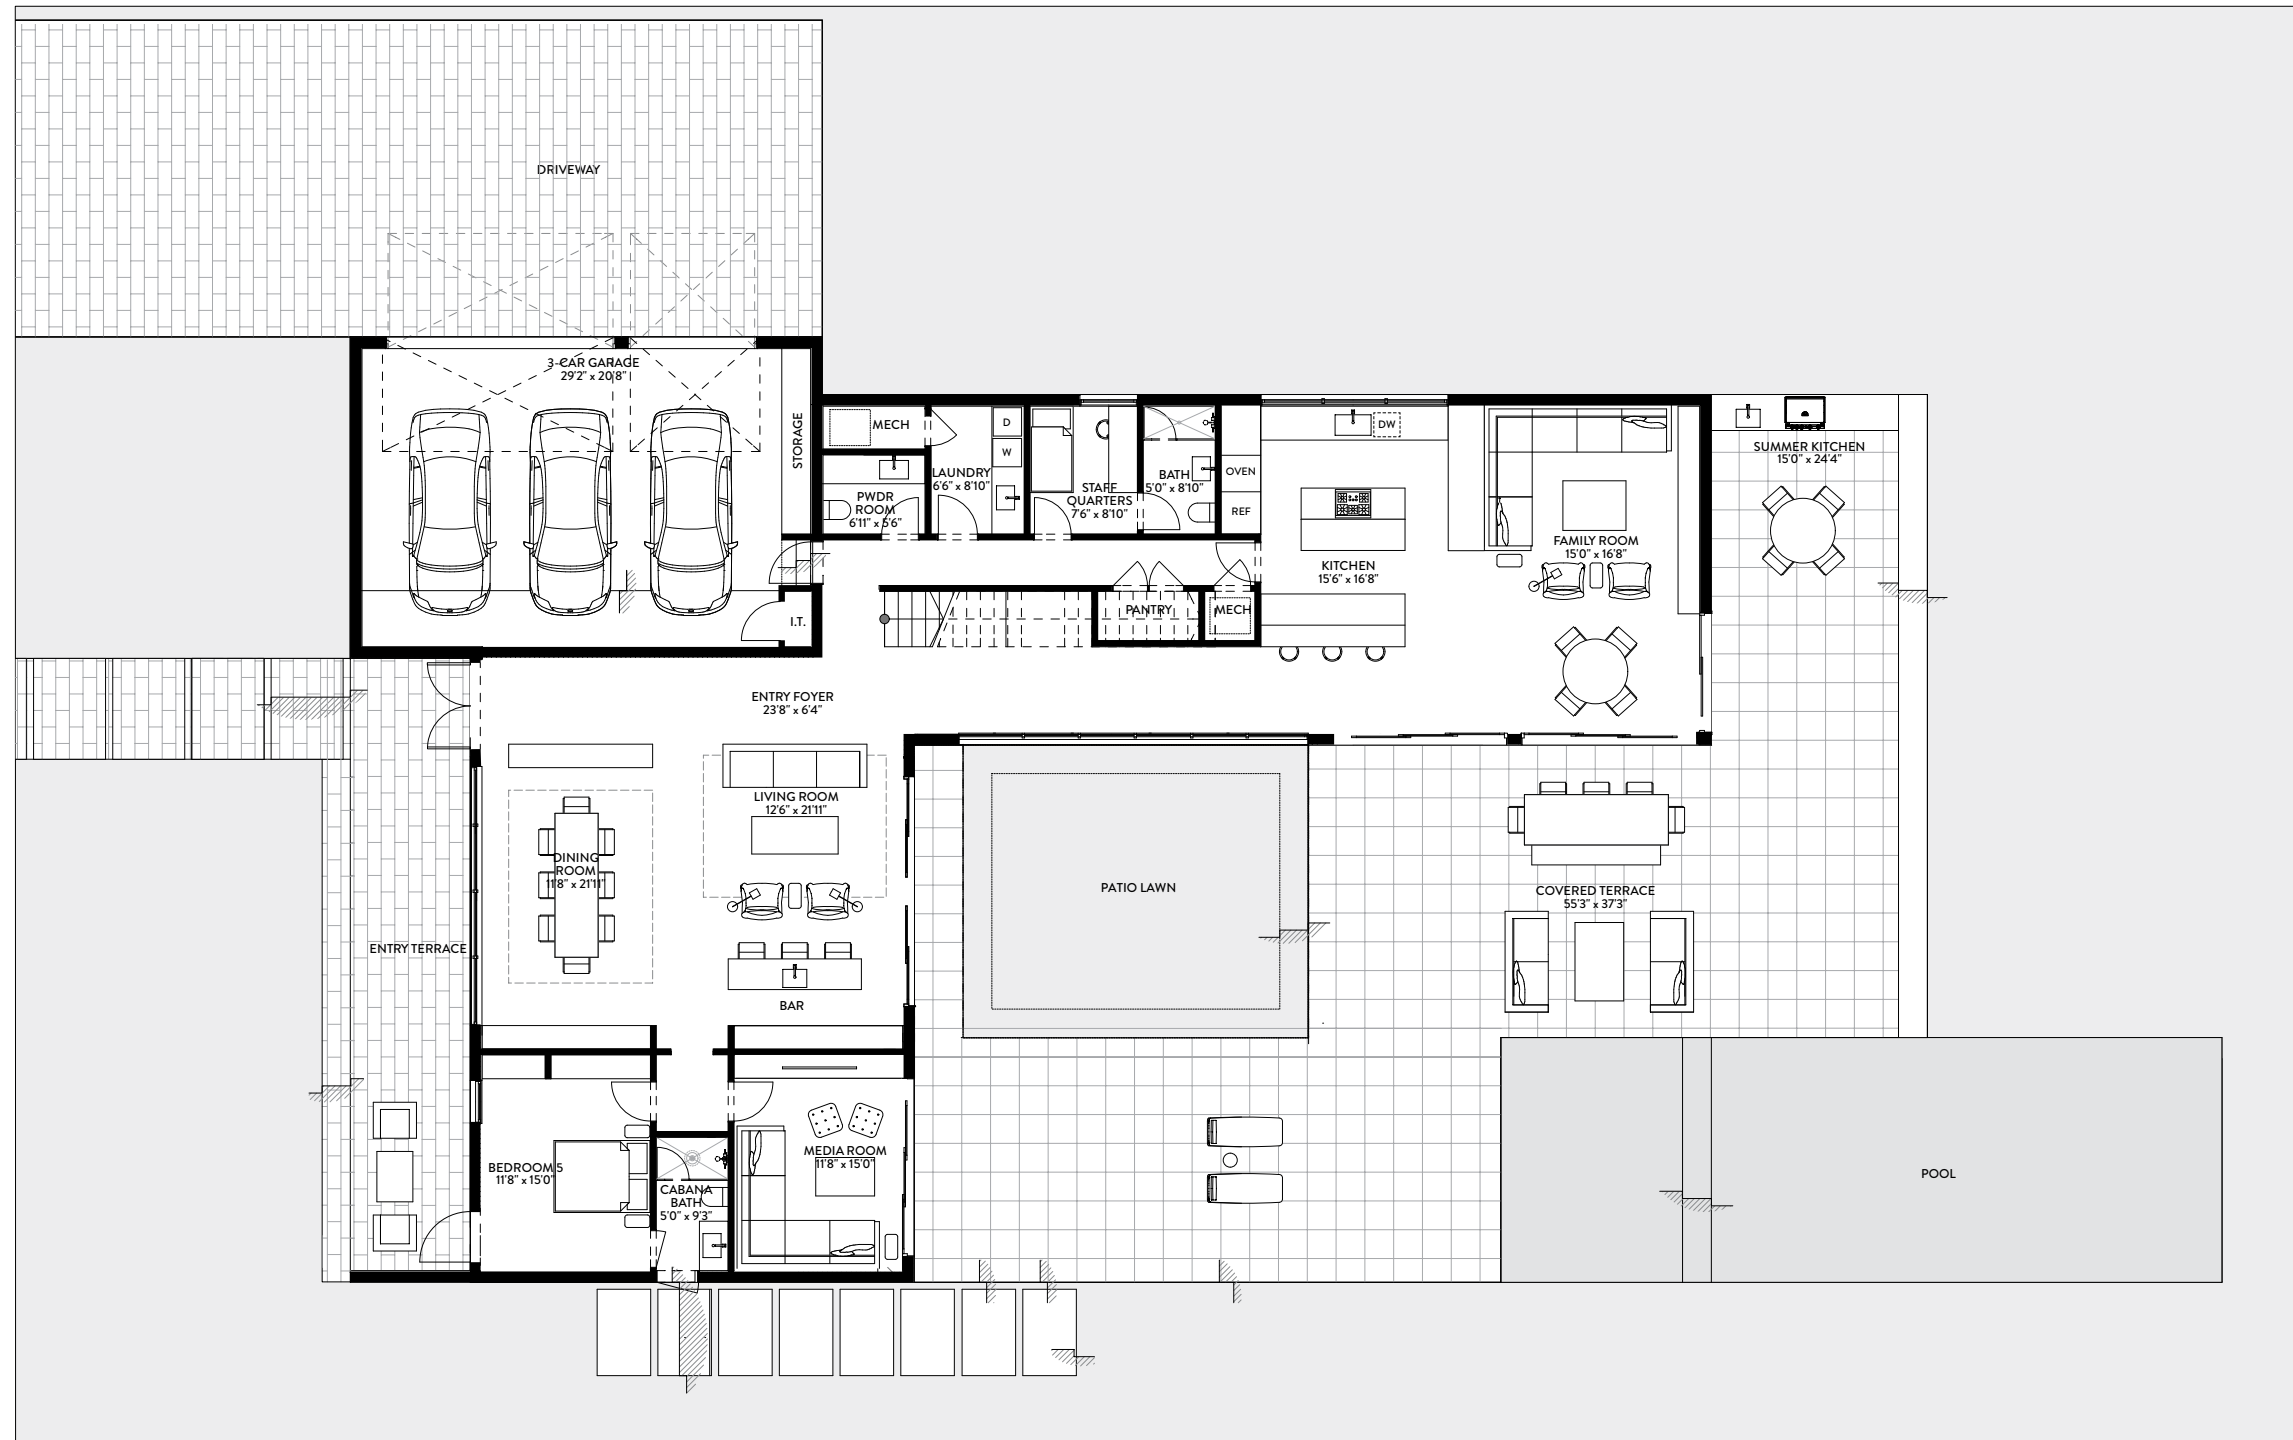 DRIVEWAY
3-CAR GARAGE
29'2" x 20'8"
STORAGE
MECH
PWDR
ROOM
6'11" x 5'6"
LAUNDRY
6'6" x 8'10"
D
W
STAFF
QUARTERS
7'6" x 8'10"
BATH
5'0" x 8'10"
OVEN
REF
DW
KITCHEN
15'6" x 16'8"
FAMILY ROOM
15'0" x 16'8"
SUMMER KITCHEN
15'0" x 24'4"
I.T.
PANTRY
MECH
ENTRY FOYER
23'8" x 6'4"
LIVING ROOM
12'6" x 21'11"
DINING
ROOM
11'8" x 21'11"
PATIO LAWN
COVERED TERRACE
55'3" x 37'3"
ENTRY TERRACE
BAR
BEDROOM 5
11'8" x 15'0"
CABANA
BATH
5'0" x 9'3"
MEDIA ROOM
11'8" x 15'0"
POOL